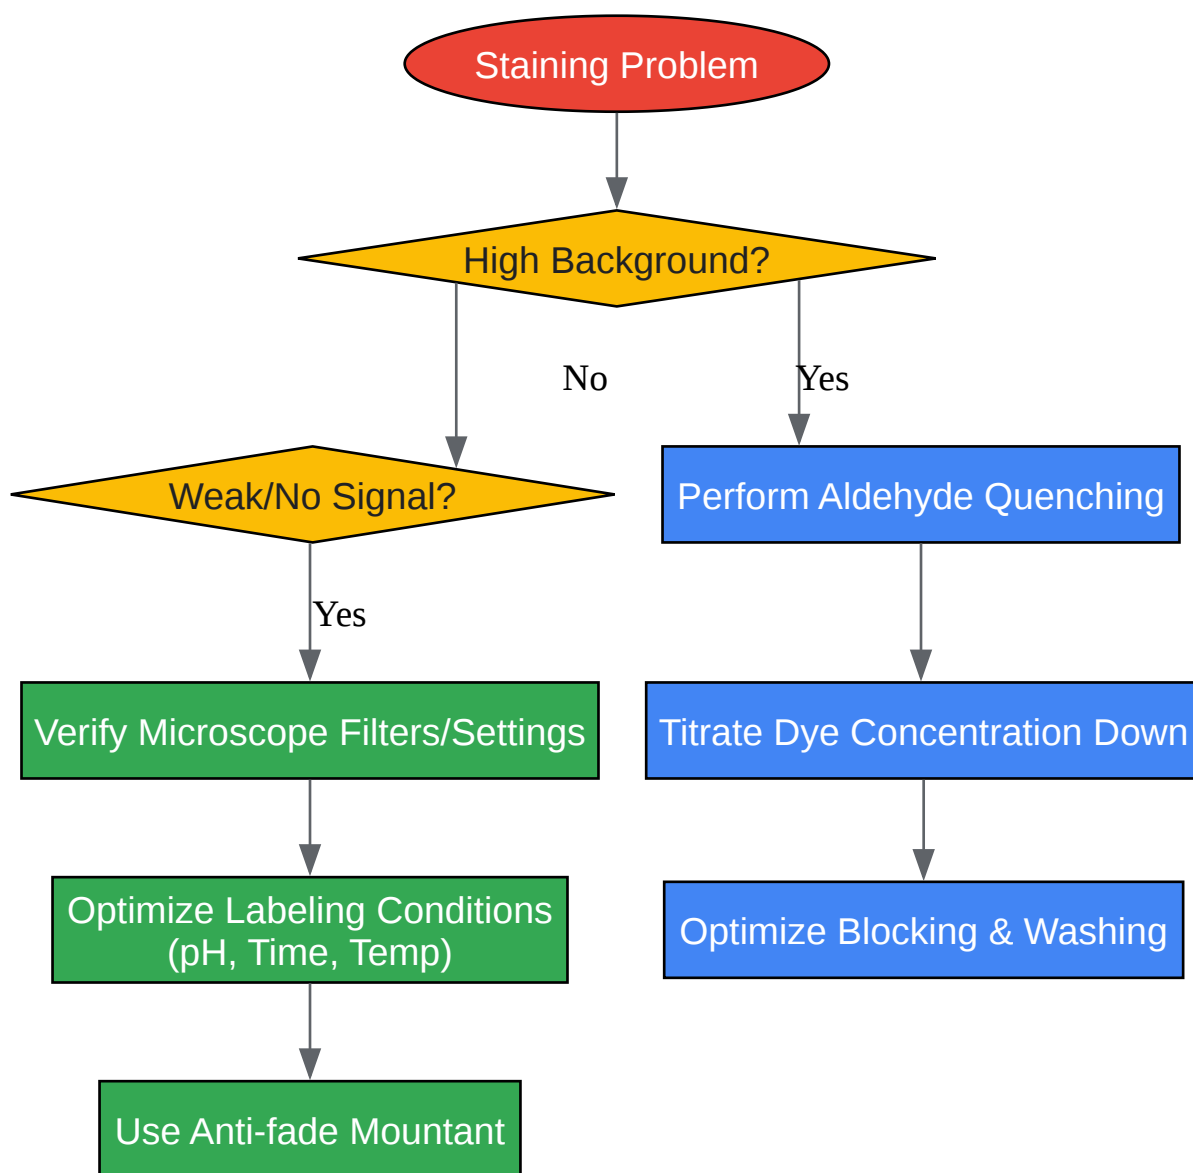 Staining Problem
High Background?
No
Yes
Weak/No Signal?
Perform Aldehyde Quenching
Yes
Verify Microscope Filters/Settings
Titrate Dye Concentration Down
Optimize Labeling Conditions
(pH, Time, Temp)
Optimize Blocking & Washing
Use Anti-fade Mountant